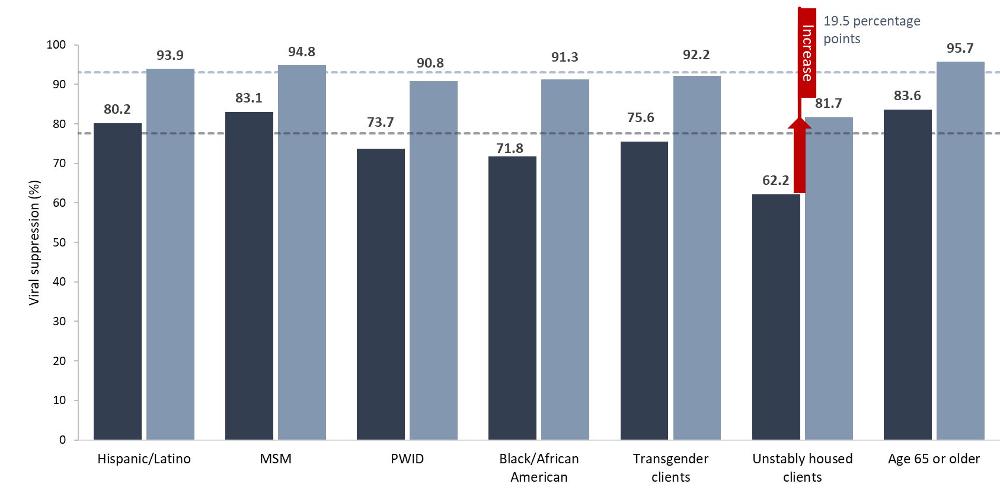 19.5 percentage
points
Increase
Viral suppression (%)
100
90
80
70
60
50
40
30
20
10
0
80.2
93.9
83.1
94.8
73.7
90.8
71.8
91.3
75.6
92.2
62.2
81.7
83.6
95.7
Hispanic/Latino
MSM
PWID
Black/African
American
Transgender
clients
Unstably housed
clients
Age 65 or older